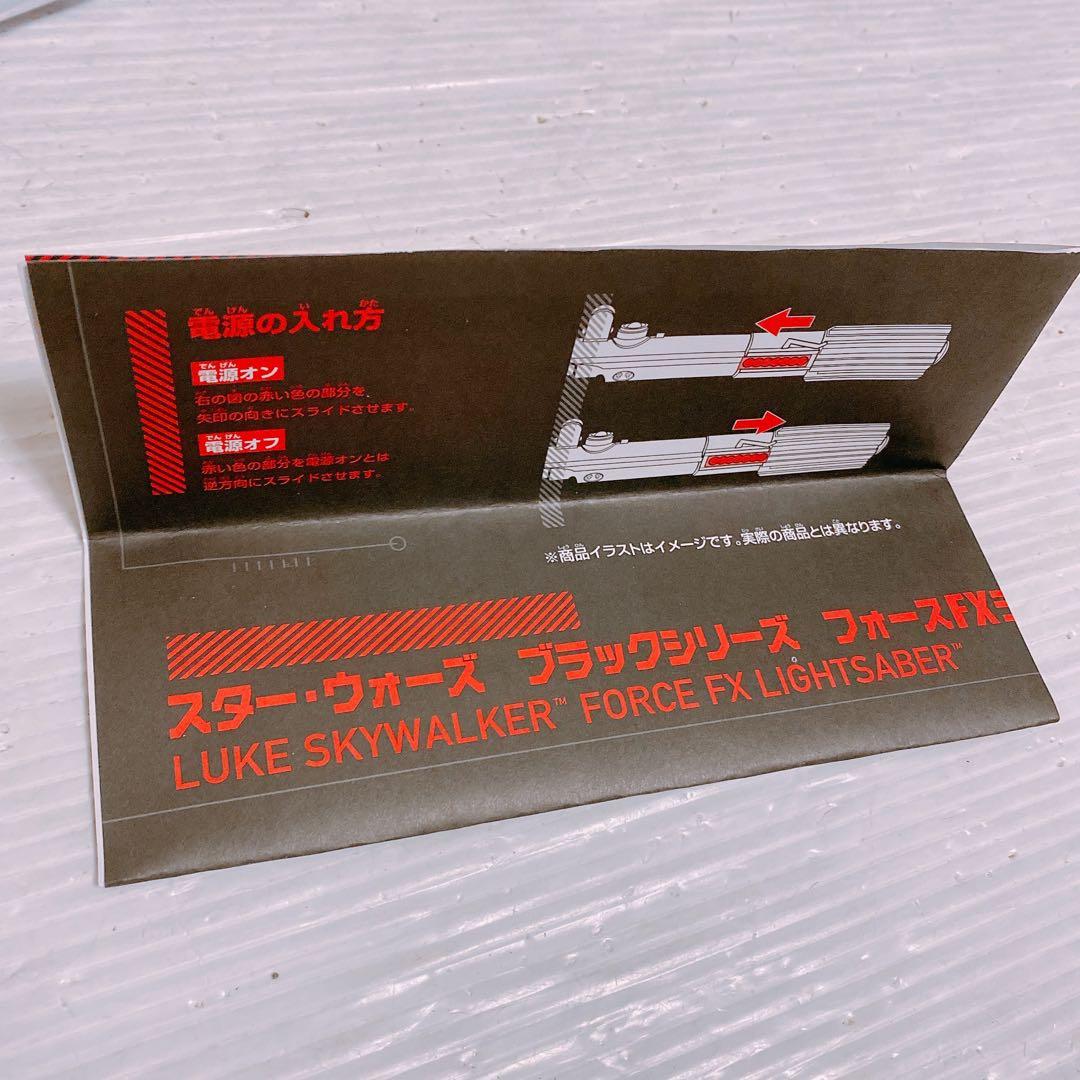 電源の入れ方
電源オン
右の図の赤い色の部分を、
矢印の向きにスライドさせます。
電源オフ
赤い色の部分を電源オンとは
逆方向にスライドさせます。
※商品イラストはイメージです。実際の商品とは異なります。
スター・ウォーズ ブラックシリーズ フォースFX
LUKE SKYWALKER™ FORCE FX LIGHTSABER™